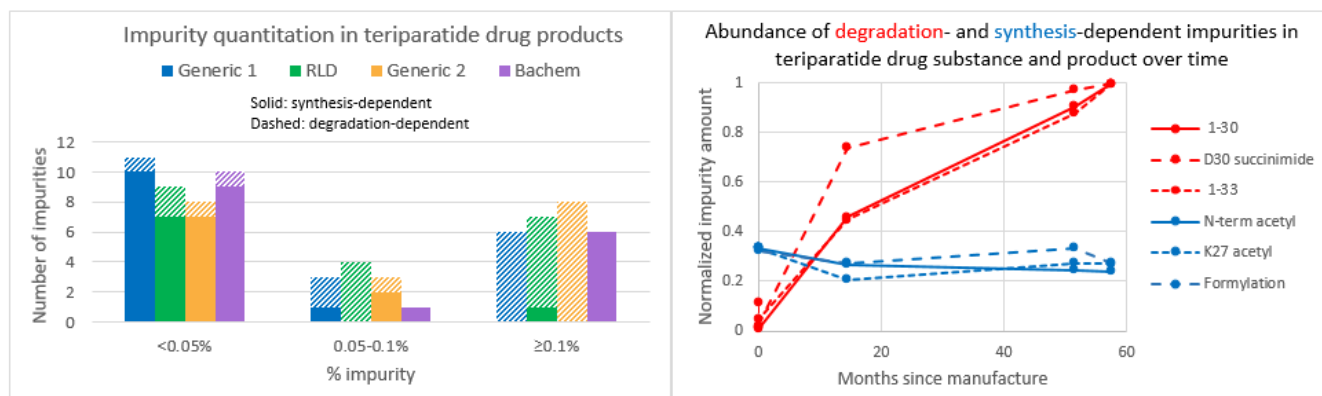 Impurity quantitation in teriparatide drug products
Generic 1 RLD Generic 2 Bachem
Solid: synthesis-dependent
Dashed: degradation-dependent
Number of impurities
12
10
8
6
4
2
0
<0.05% 0.05-0.1% ≥0.1%
% impurity
Abundance of degradation- and synthesis-dependent impurities in
teriparatide drug substance and product over time
Normalized impurity amount
1
0.8
0.6
0.4
0.2
0
0 20 40 60
Months since manufacture
1-30
D30 succinimide
1-33
N-term acetyl
K27 acetyl
Formylation